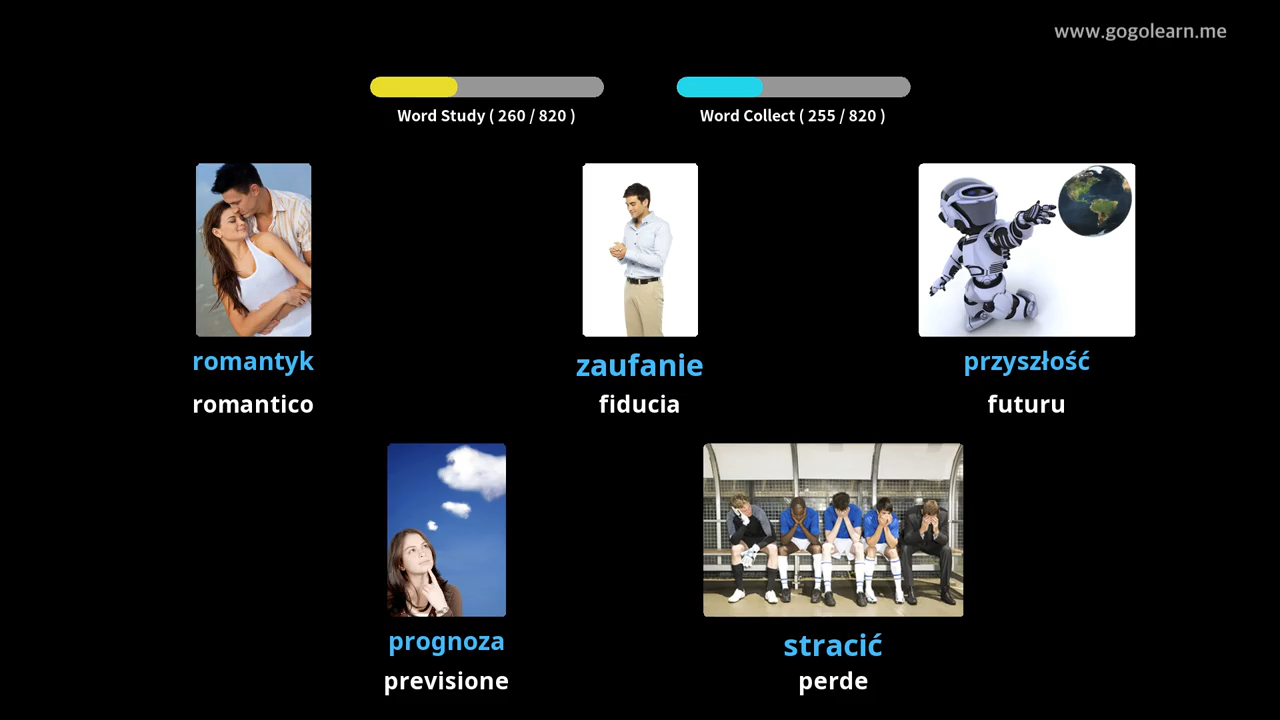 www.gogolearn.me
Word Study ( 260 / 820 )
Word Collect ( 255 / 820 )
romantyk
zaufanie
przyszłość
romantico
fiducia
futuru
prognoza
stracić
previsione
perde